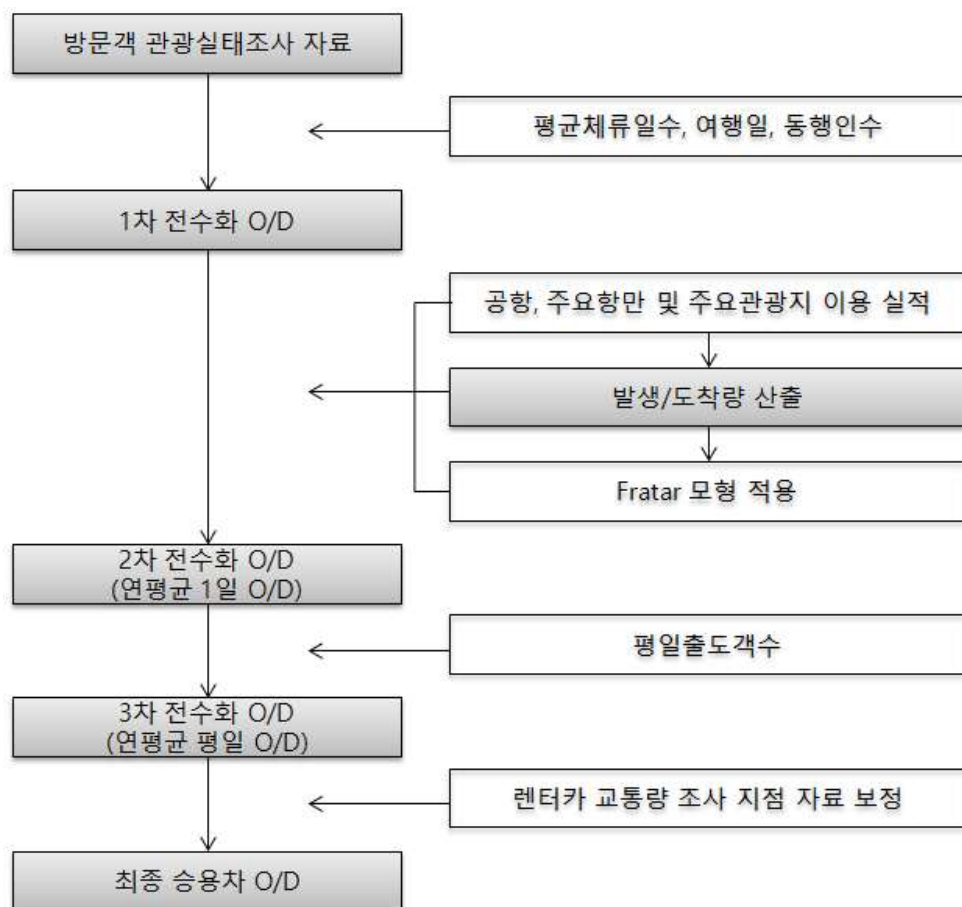 방문객 관광실태조사 자료
평균체류일수, 여행일, 동행인수
1차 전수화 O/D
공항, 주요항만 및 주요관광지 이용 실적
발생/도착량 산출
Fratar 모형 적용
2차 전수화 O/D
(연평균 1일 O/D)
평일출도객수
3차 전수화 O/D
(연평균 평일 O/D)
렌터카 교통량 조사 지점 자료 보정
최종 승용차 O/D